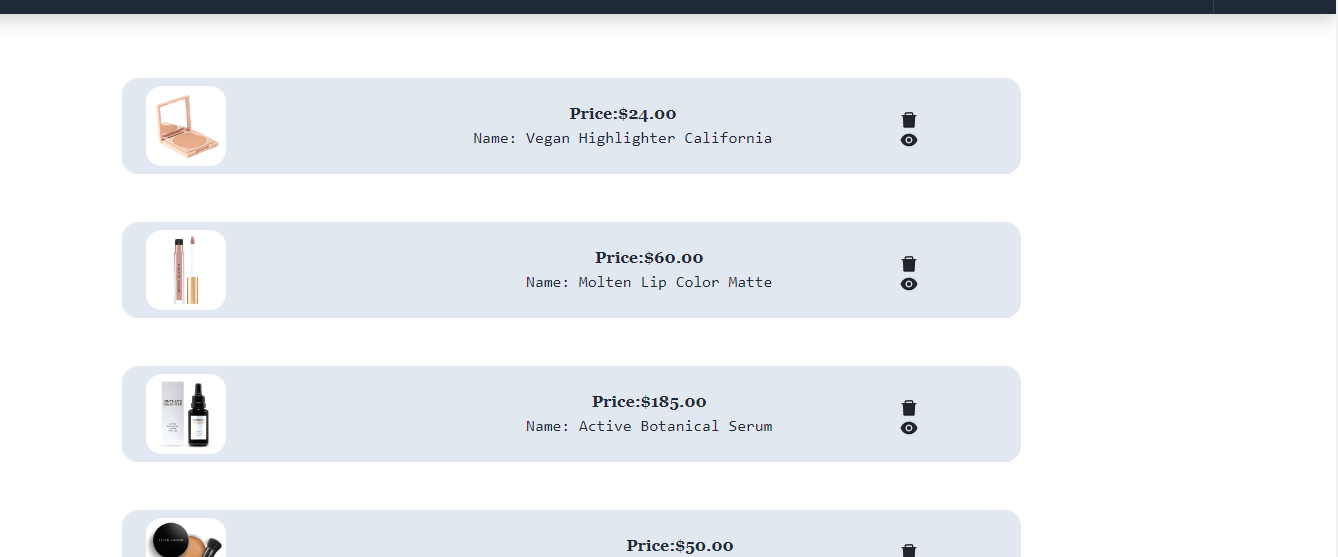 Price:$24.00
Name: Vegan Highlighter California
Price:$60.00
Name: Molten Lip Color Matte
Price:$185.00
Name: Active Botanical Serum
Price:$50.00